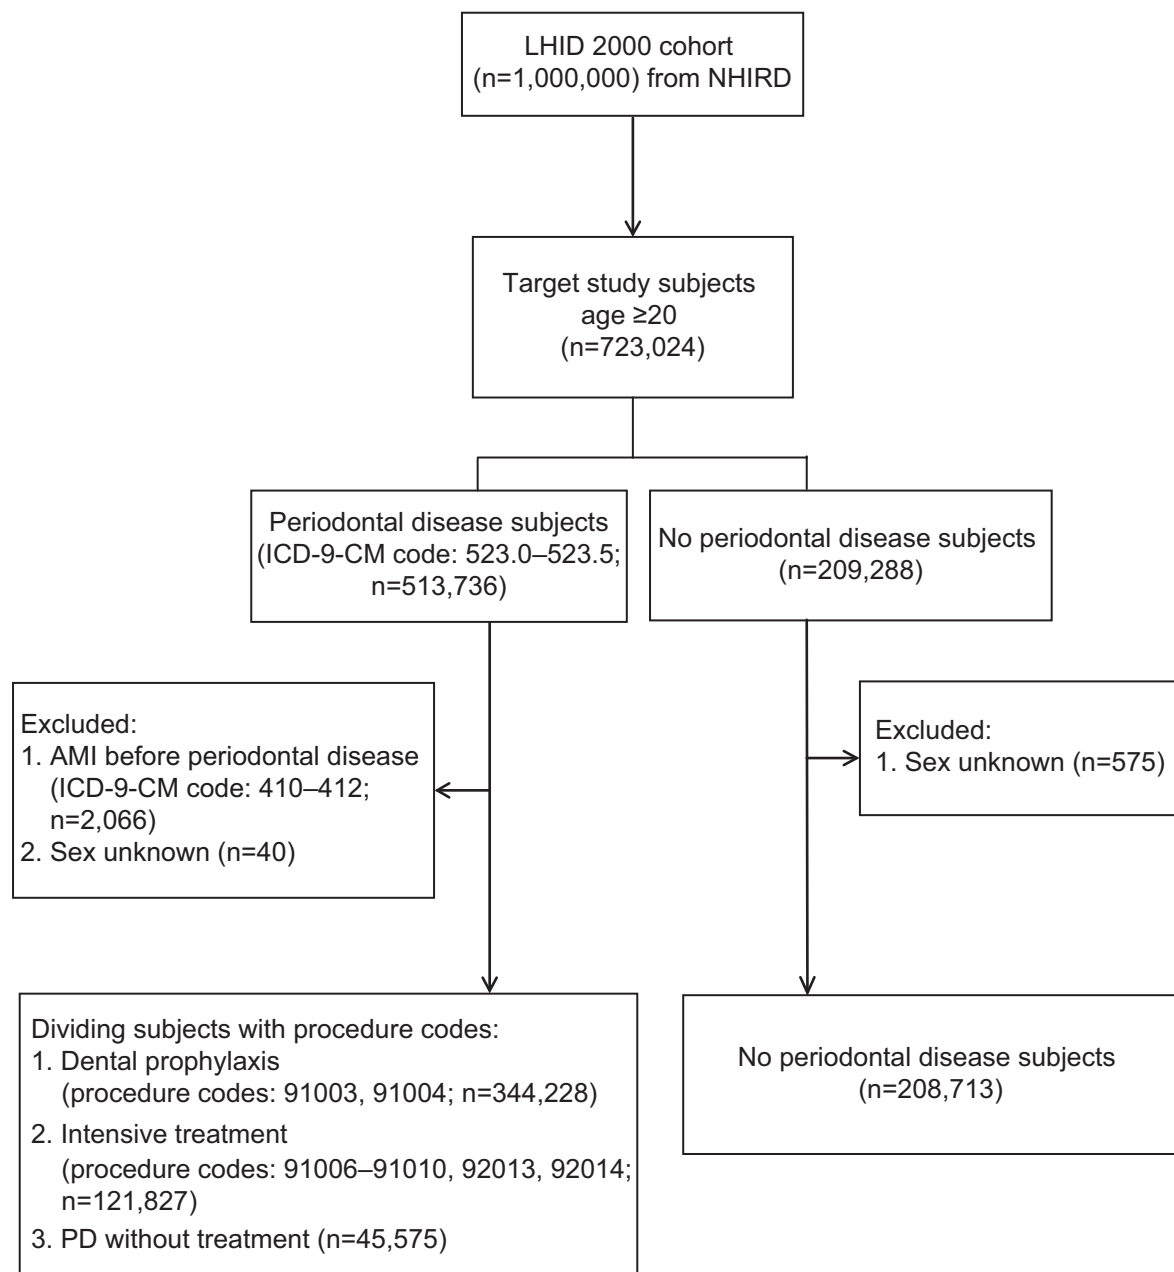 LHID 2000 cohort
(n=1,000,000) from NHIRD
Target study subjects
age ≥20
(n=723,024)
Periodontal disease subjects
(ICD-9-CM code: 523.0–523.5;
n=513,736)
No periodontal disease subjects
(n=209,288)
Excluded:
1. AMI before periodontal disease
(ICD-9-CM code: 410–412;
n=2,066)
2. Sex unknown (n=40)
Excluded:
1. Sex unknown (n=575)
Dividing subjects with procedure codes:
1. Dental prophylaxis
(procedure codes: 91003, 91004; n=344,228)
2. Intensive treatment
(procedure codes: 91006–91010, 92013, 92014;
n=121,827)
3. PD without treatment (n=45,575)
No periodontal disease subjects
(n=208,713)